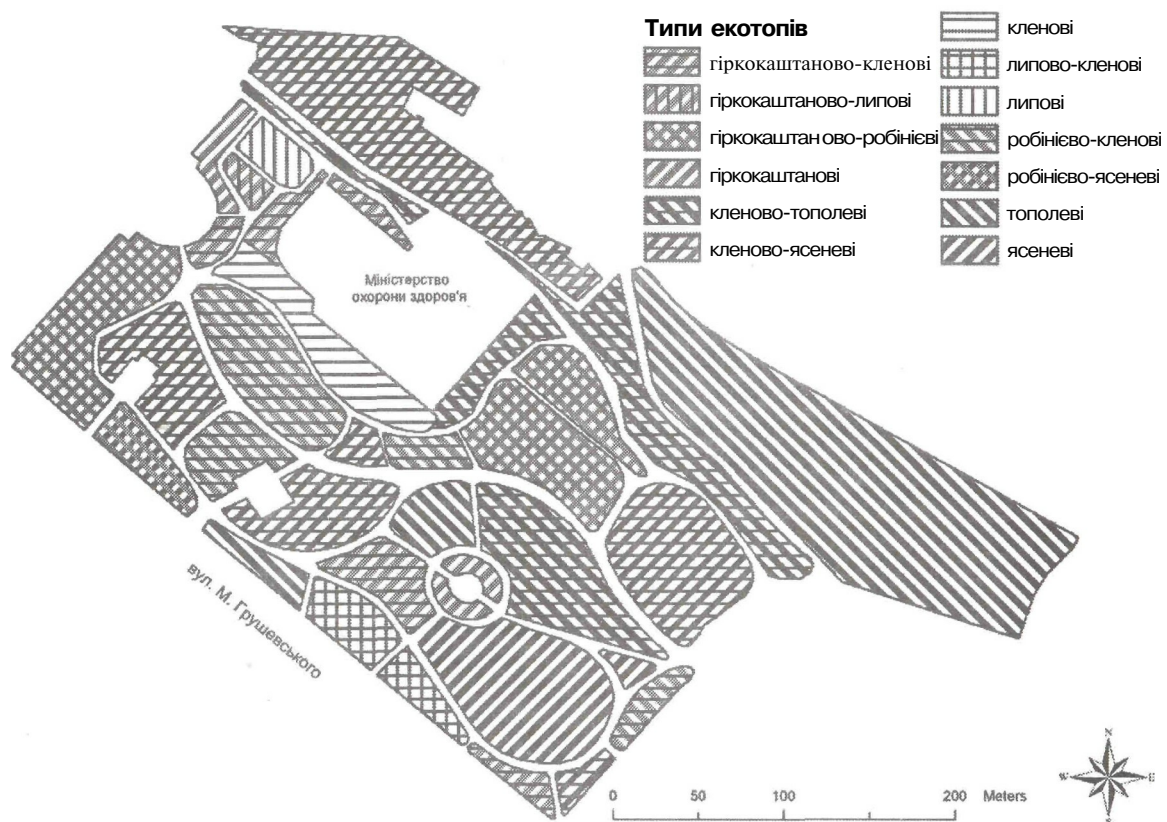 Типи екотопів
гіркокаштаново-кленові
гіркокаштаново-липові
гіркокаштаново-робінієві
гіркокаштанові
кленово-тополеві
кленово-ясеневі
кленові
липово-кленові
липові
робінієво-кленові
робінієво-ясеневі
тополеві
ясеневі
Міністерство
охорони здоров'я
вул. М. Грушевського
N
W E
S
0 50 100 200 Meters